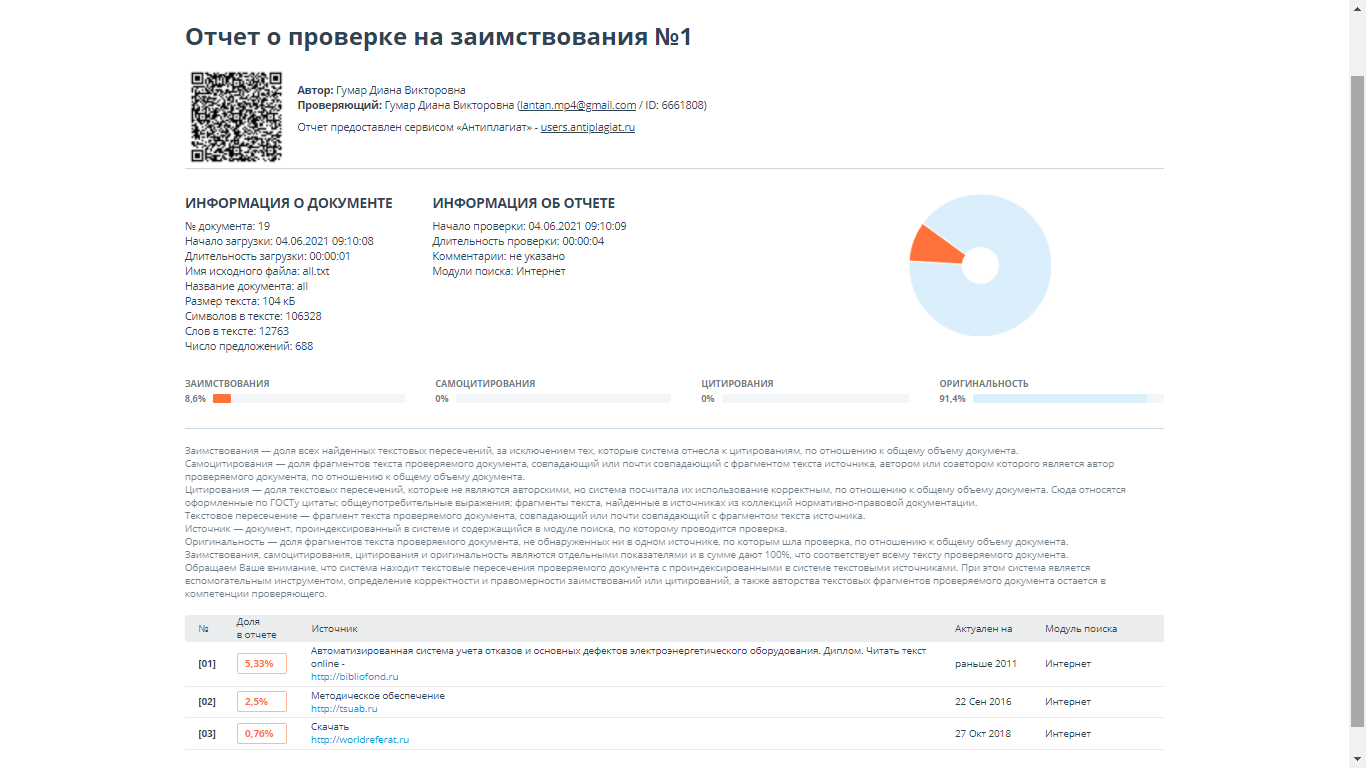 Отчет о проверке на заимствования №1
Автор: Гумар Диана Викторовна
Проверяющий: Гумар Диана Викторовна (lantan.mp4@gmail.com / ID: 6661808)
Отчет предоставлен сервисом «Антиплагиат» - users.antiplagiat.ru
ИНФОРМАЦИЯ О ДОКУМЕНТЕ
№ документа: 19
Начало загрузки: 04.06.2021 09:10:08
Длительность загрузки: 00:00:01
Имя исходного файла: all.txt
Название документа: all
Размер текста: 104 кБ
Символов в тексте: 106328
Слов в тексте: 12763
Число предложений: 688
ИНФОРМАЦИЯ ОБ ОТЧЕТЕ
Начало проверки: 04.06.2021 09:10:09
Длительность проверки: 00:00:04
Комментарии: не указано
Модули поиска: Интернет
ЗАИМСТВОВАНИЯ
8,6%
САМОЦИТИРОВАНИЯ
0%
ЦИТИРОВАНИЯ
0%
ОРИГИНАЛЬНОСТЬ
91,4%
Заимствования — доля всех найденных текстовых пересечений, за исключением тех, которые система отнесла к цитированиям, по отношению к общему объему документа.
Самоцитирования — доля фрагментов текста проверяемого документа, совпадающий или почти совпадающий с фрагментом текста источника, автором или соавтором которого является автор
проверяемого документа, по отношению к общему объему документа.
Цитирования — доля текстовых пересечений, которые не являются авторскими, но система посчитала их использование корректным, по отношению к общему объему документа. Сюда относятся
оформленные по ГОСТу цитаты; общеупотребительные выражения; фрагменты текста, найденные в источниках из коллекций нормативно-правовой документации.
Текстовое пересечение — фрагмент текста проверяемого документа, совпадающий или почти совпадающий с фрагментом текста источника.
Источник — документ, проиндексированный в системе и содержащийся в модуле поиска, по которому проводится проверка.
Оригинальность — доля фрагментов текста проверяемого документа, не обнаруженных ни в одном источнике, по которым шла проверка, по отношению к общему объему документа.
Заимствования, самоцитирования, цитирования и оригинальность являются отдельными показателями и в сумме дают 100%, что соответствует всему тексту проверяемого документа.
Обращаем Ваше внимание, что система находит текстовые пересечения проверяемого документа с проиндексированными в системе текстовыми источниками. При этом система является
вспомогательным инструментом, определение корректности и правомерности заимствований или цитирований, а также авторства текстовых фрагментов проверяемого документа остается в
компетенции проверяющего.
№ Доля в отчете Источник Актуален на Модуль поиска
[01] 5,33% Автоматизированная система учета отказов и основных дефектов электроэнергетического оборудования. Диплом. Читать текст раньше 2011 Интернет
online -
http://bibliofond.ru
[02] 2,5% Методическое обеспечение 22 Сен 2016 Интернет
http://tsuab.ru
[03] 0,76% Скачать 27 Окт 2018 Интернет
http://worldreferat.ru